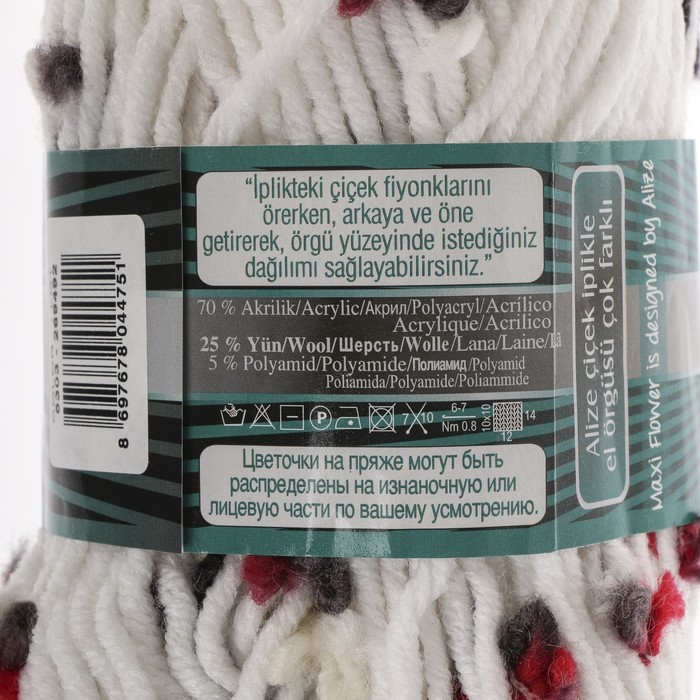 "İplikteki çiçek fiyonklarını
örerken, arkaya ve öne
getirerek, örgü yüzeyinde istediğiniz
dağılımı sağlayabilirsiniz."
70 % Akrilik/Acrylic/Акрил/Polyacryl/Acrílico
Acrylique/Acrilico
25 % Yün/Wool/Шерсть/Wolle/Lana/Laine/Lã
5 % Polyamid/Polyamide/Полиамид/Polyamid
Poliamida/Polyamide/Poliammide
P
7 10
6-7
Nm 0.8
10x10
14
12
Цветочки на пряже могут быть
распределены на изнаночную или
лицевую части по вашему усмотрению.
8 697678 044751
Alize çiçek iplikle
el örgüsü çok farklı
Maxi Flower is designed by Alize